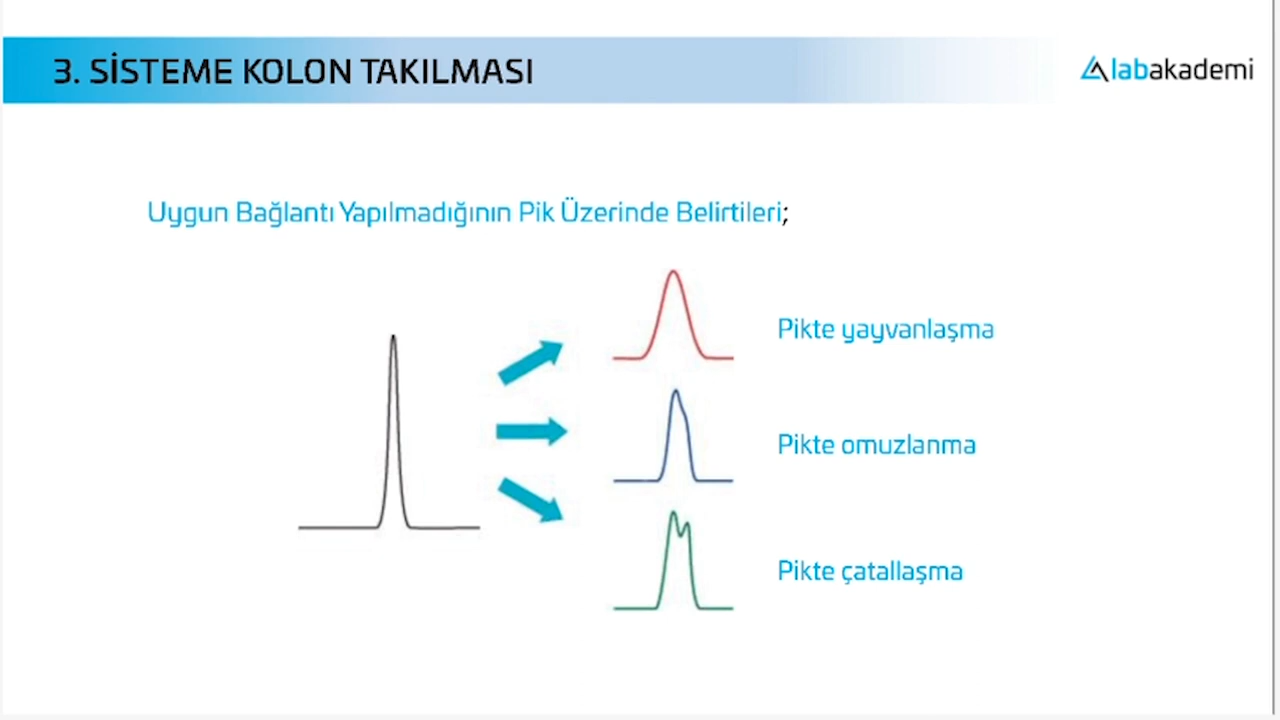 3. SİSTEME KOLON TAKILMASI
labakademi
Uygun Bağlantı Yapılmadığının Pik Üzerinde Belirtileri;
Pikte yayvanlaşma
Pikte omuzlanma
Pikte çatallaşma